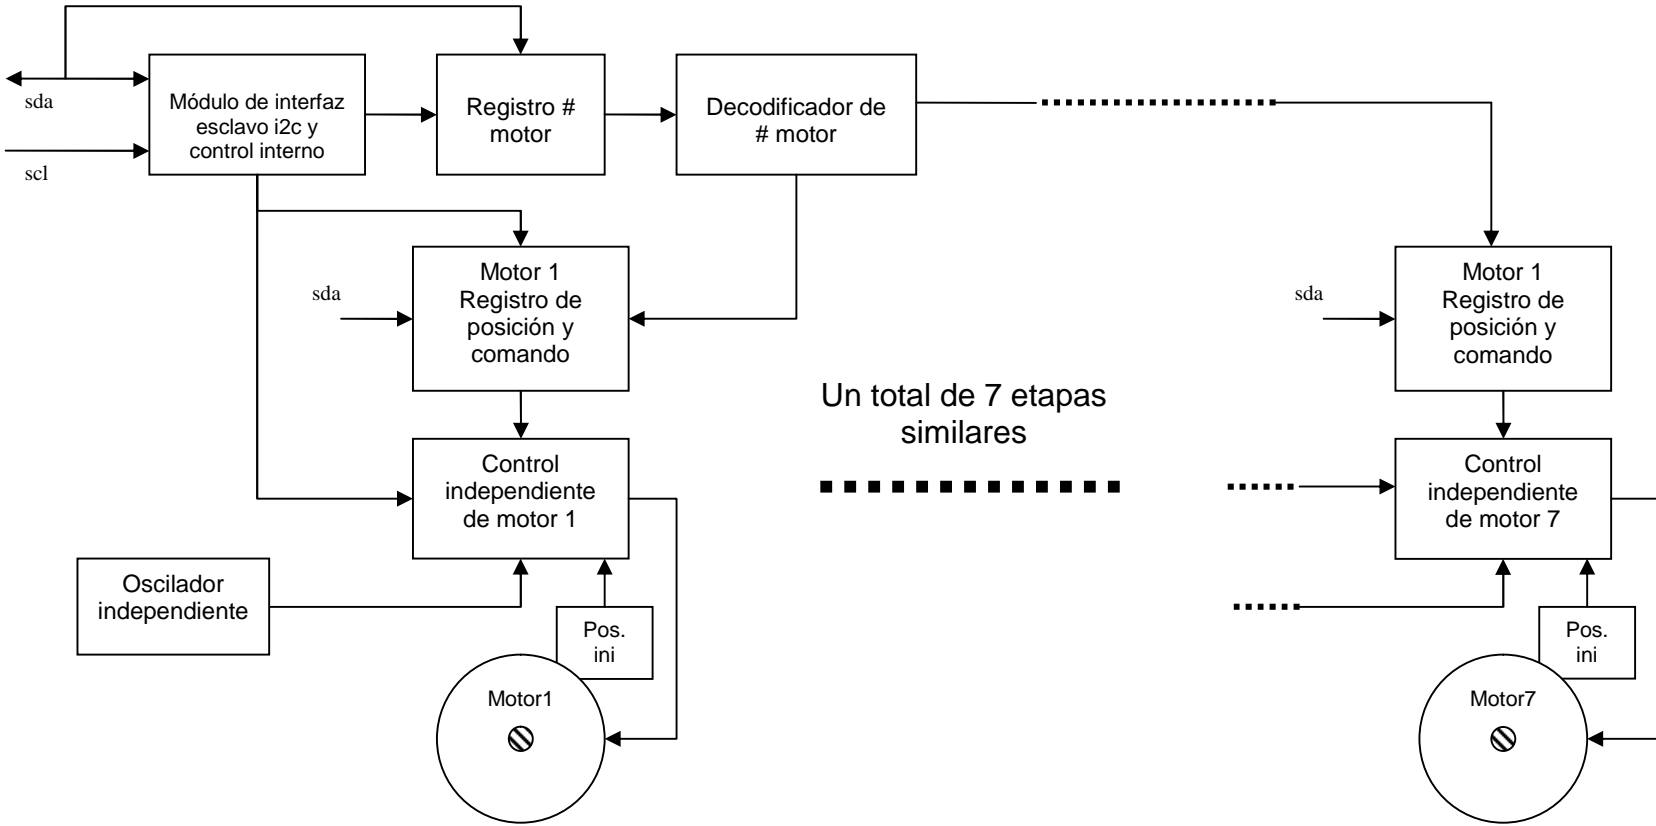 sda
scl
Módulo de interfaz
esclavo i2c y
control interno
Registro #
motor
Decodificador de
# motor
sda
Motor 1
Registro de
posición y
comando
sda
Motor 1
Registro de
posición y
comando
Un total de 7 etapas
similares
Control
independiente
de motor 1
Control
independiente
de motor 7
Oscilador
independiente
Pos.
ini
Motor1
Pos.
ini
Motor7